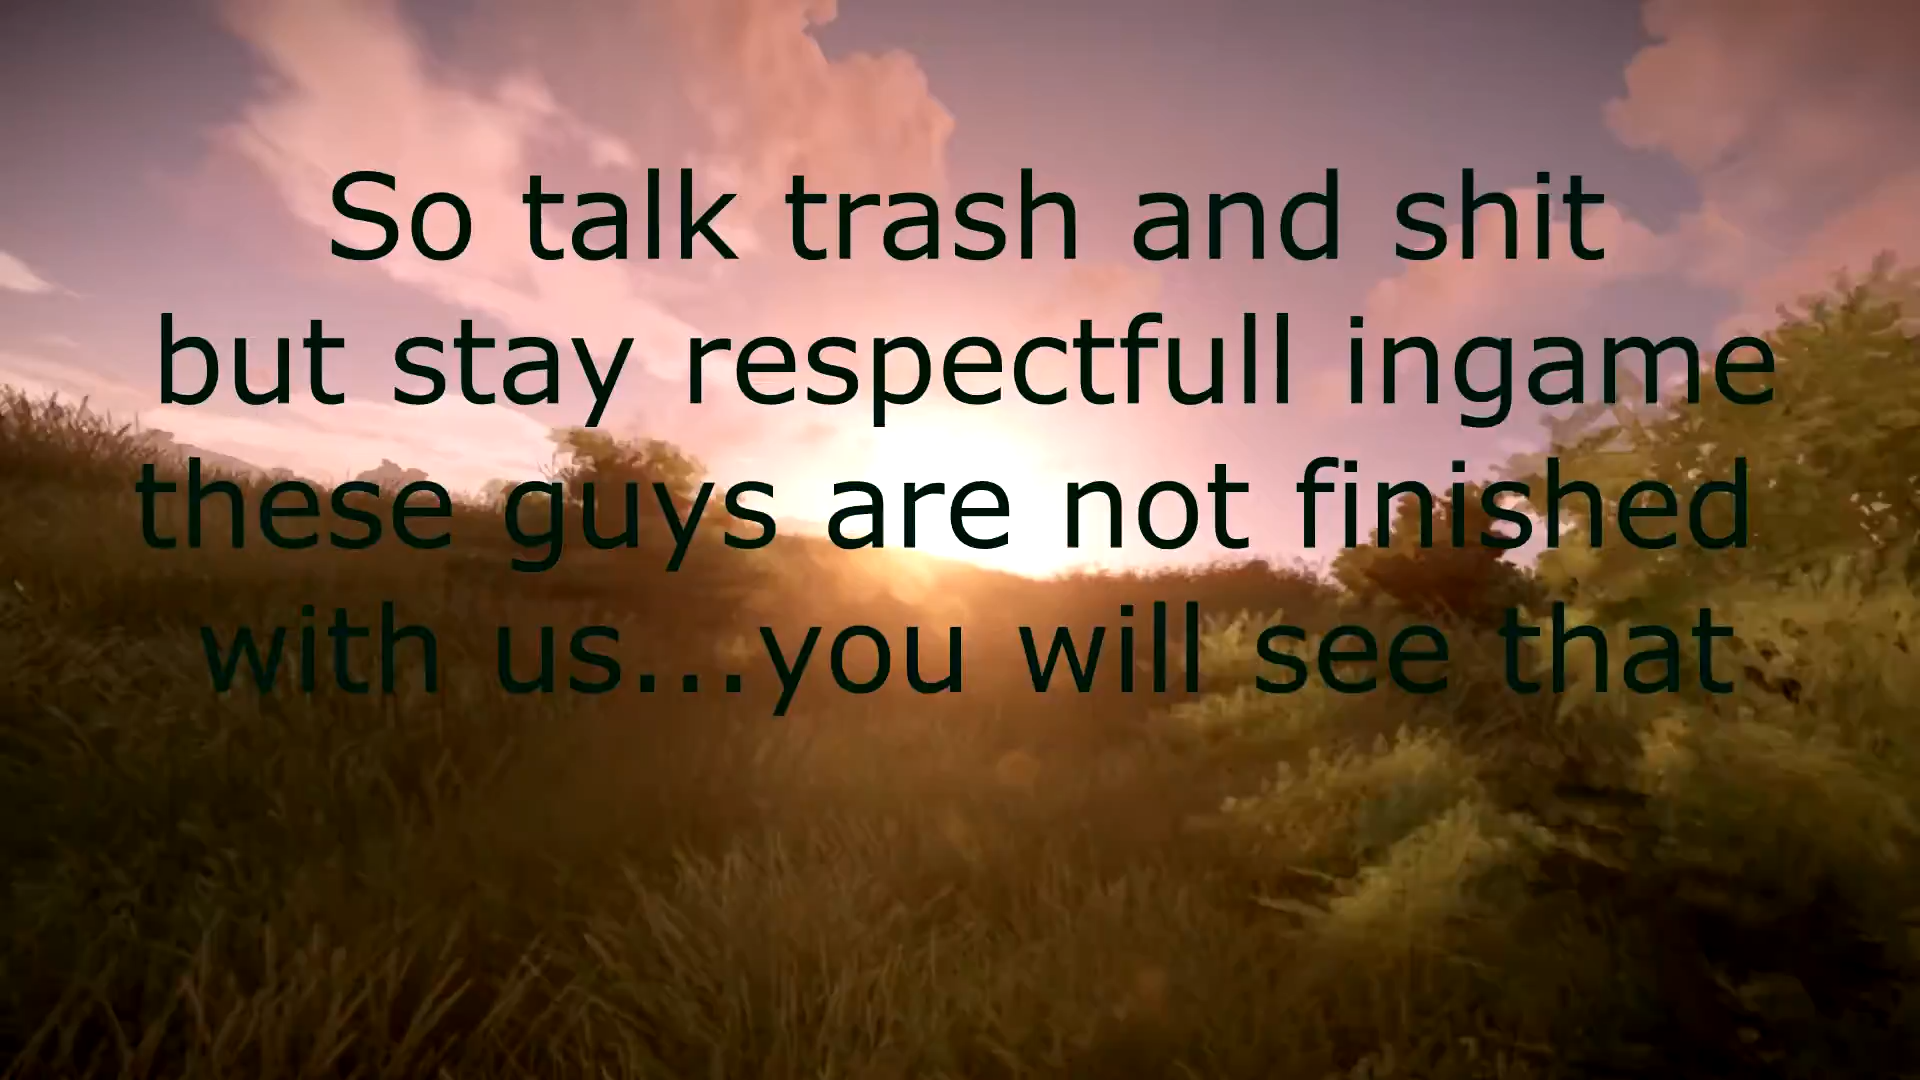 So talk trash and shit
but stay respectfull ingame
these guys are not finished
with us...you will see that